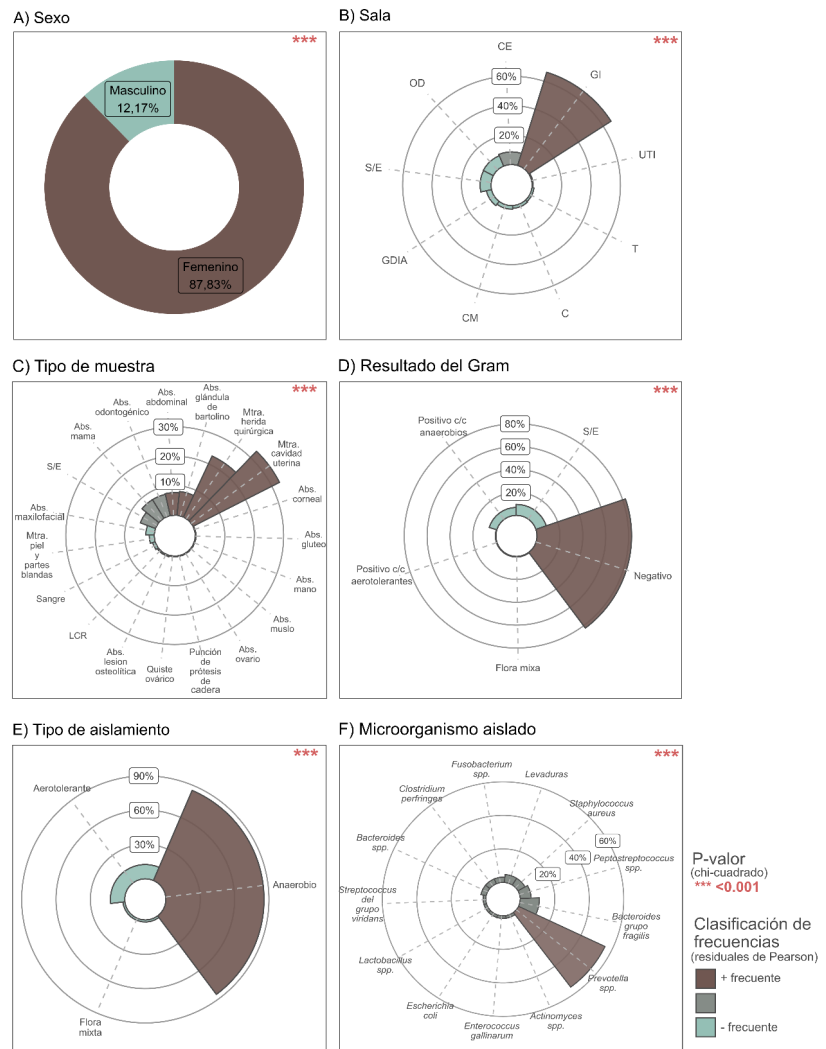 A) Sexo
***
Masculino
12,17%
Femenino
87,83%
B) Sala
***
CE
60%
GI
OD
40%
20%
UTI
S/E
T
GDIA
C
CM
C) Tipo de muestra
***
Abs.
abdominal
Abs.
glándula
de
bartolino
Abs.
odontogénico
Mtra.
herida
quirúrgica
30%
Abs.
mama
Mtra.
cavidad
uterina
20%
S/E
10%
Abs.
corneal
Abs.
maxilofacial
Abs.
gluteo
Mtra.
piel
y
partes
blandas
Abs.
mano
Sangre
Abs.
muslo
LCR
Abs.
ovario
Abs.
lesion
osteolítica
Quiste
ovárico
Punción
de
prótesis
de
cadera
D) Resultado del Gram
***
Positivo c/c
anaerobios
80%
S/E
60%
40%
20%
Positivo c/c
aerotolerantes
Negativo
Flora mixa
E) Tipo de aislamiento
***
90%
Aerotolerante
60%
30%
Anaerobio
Flora
mixta
F) Microorganismo aislado
***
Fusobacterium
spp.
Levaduras
Clostridium
perfringes
Staphylococcus
aureus
60%
Bacteroides
spp.
40%
Peptostreptococcus
spp.
20%
Streptococcus
del
grupo
viridans
Bacteroides
grupo
fragilis
Lactobacillus
spp.
Prevotella
spp.
Escherichia
coli
Enterococcus
gallinarum
Actinomyces
spp.
P-valor
(chi-cuadrado)
*** <0.001
Clasificación de
frecuencias
(residuales de Pearson)
+ frecuente
- frecuente